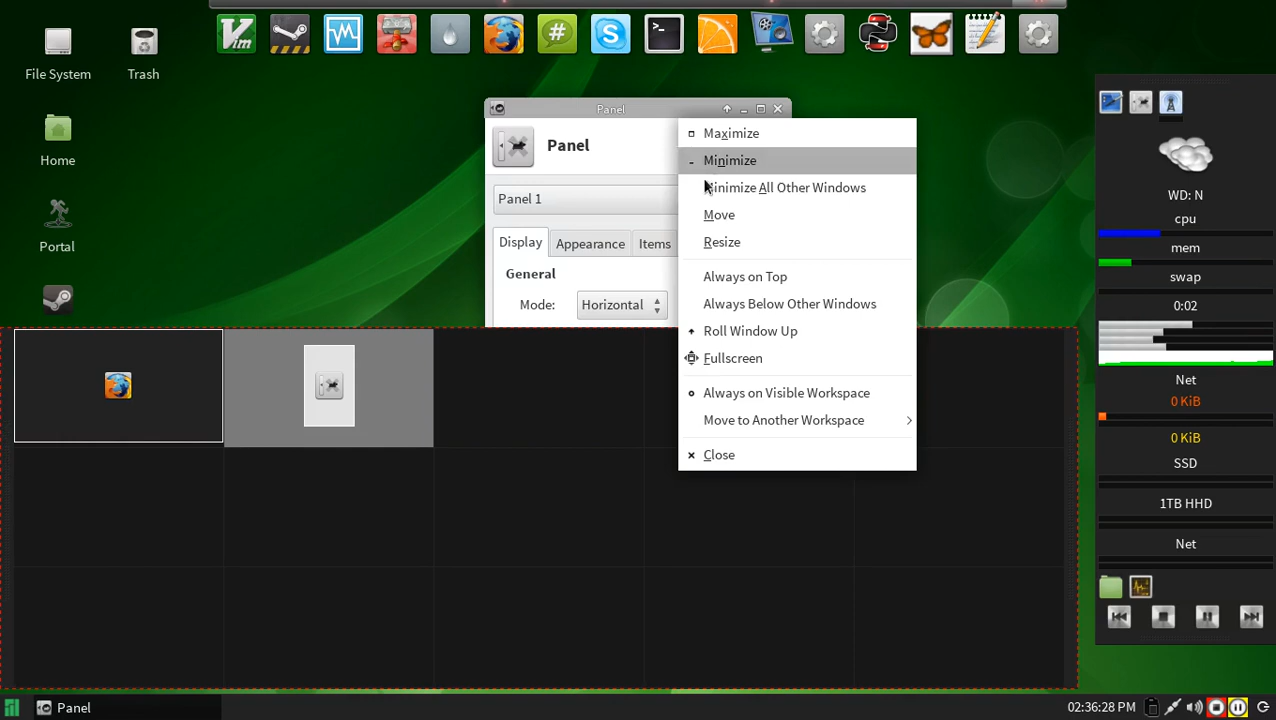 File System
Trash
Home
Portal
Panel
Panel
Panel 1
Display
Appearance
Items
General
Mode:
Horizontal
Maximize
Minimize
Minimize All Other Windows
Move
Resize
Always on Top
Always Below Other Windows
Roll Window Up
Fullscreen
Always on Visible Workspace
Move to Another Workspace
Close
WD: N
cpu
mem
swap
0:02
Net
0 KiB
0 KiB
SSD
1TB HHD
Net
Panel
02:36:28 PM